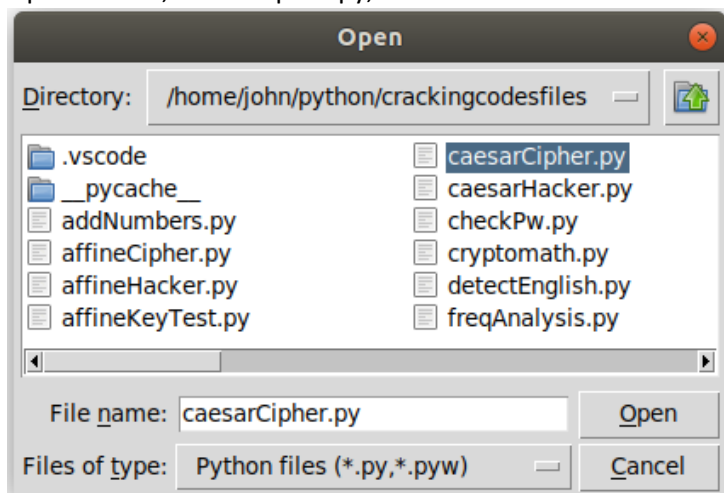 Open
Directory: /home/john/python/crackingcodesfiles
.vscode
__pycache__
addNumbers.py
affineCipher.py
affineHacker.py
affineKeyTest.py
caesarCipher.py
caesarHacker.py
checkPw.py
cryptomath.py
detectEnglish.py
freqAnalysis.py
File name: caesarCipher.py Open
Files of type: Python files (*.py,*.pyw) Cancel